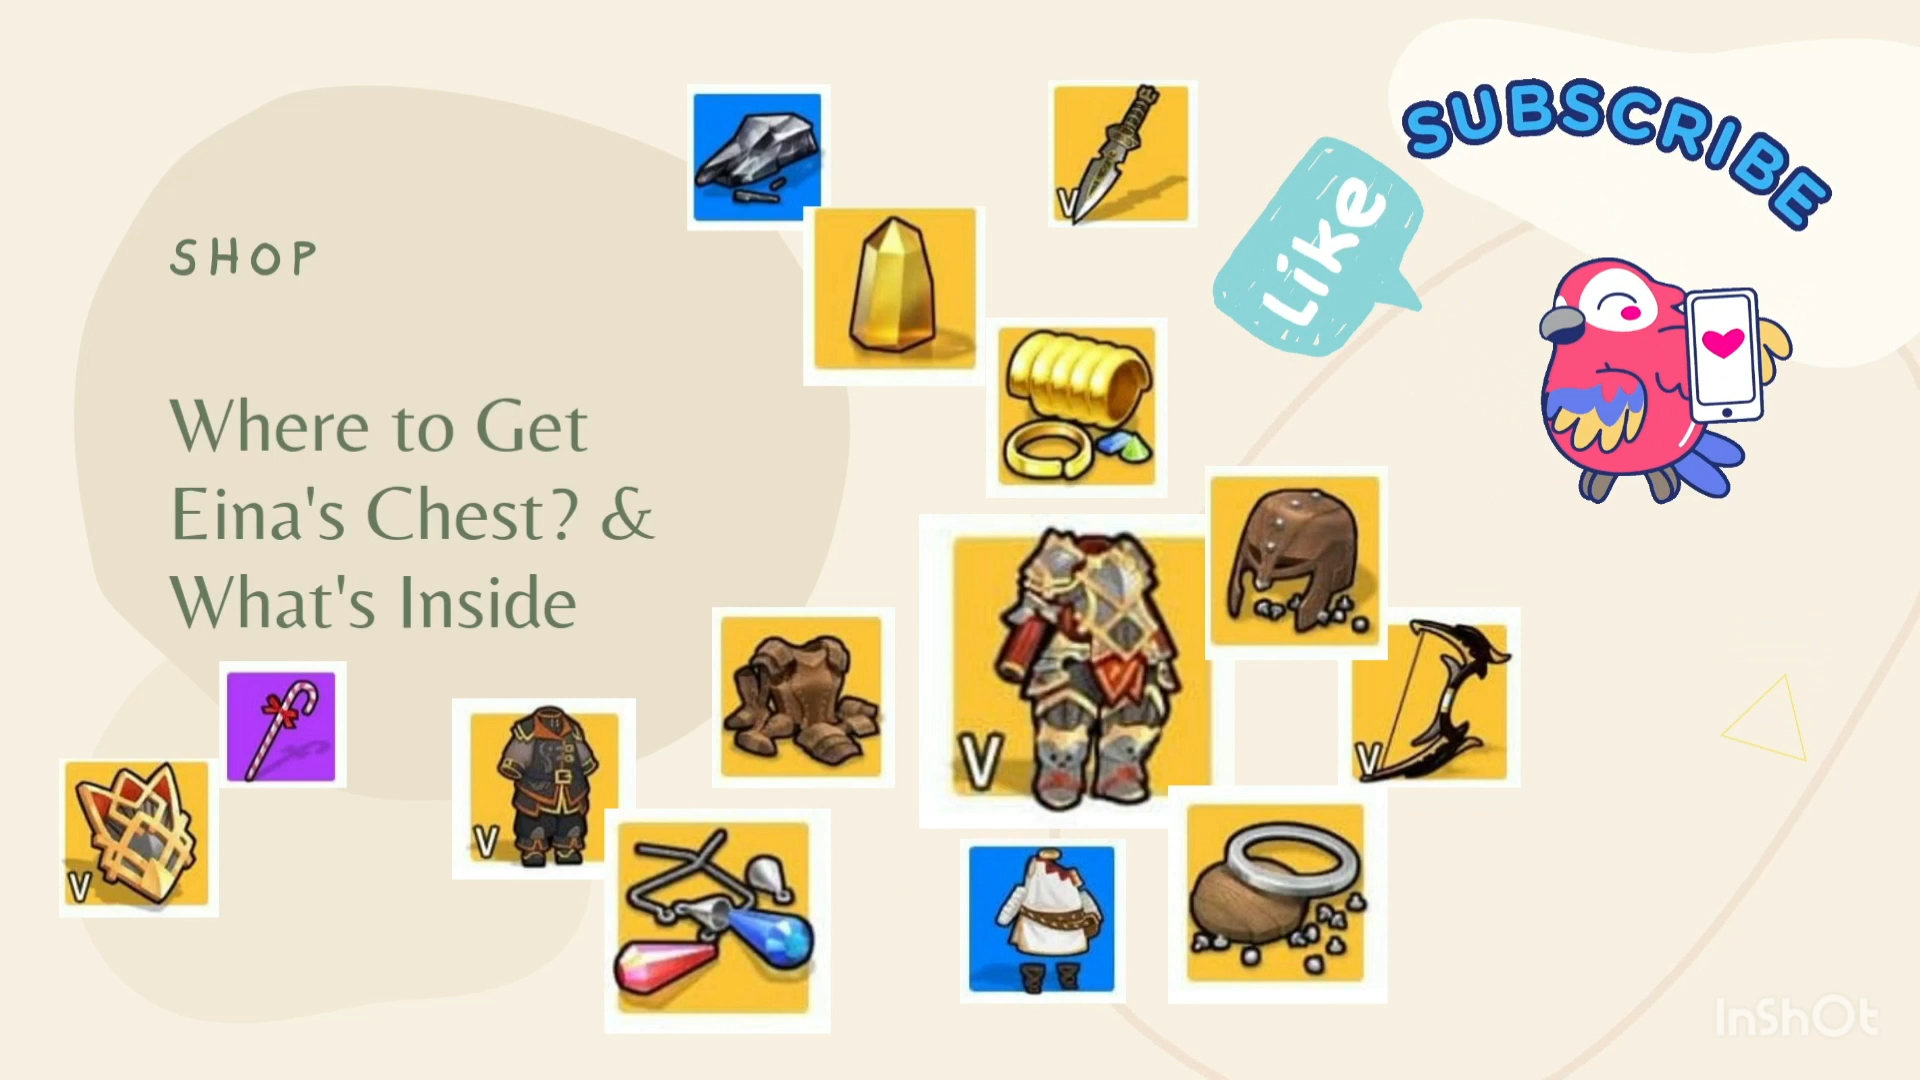 SUBSCRIBE
Like
SHOP
Where to Get
Eina's Chest? &
What's Inside
V
V
V
V
V
InShOt